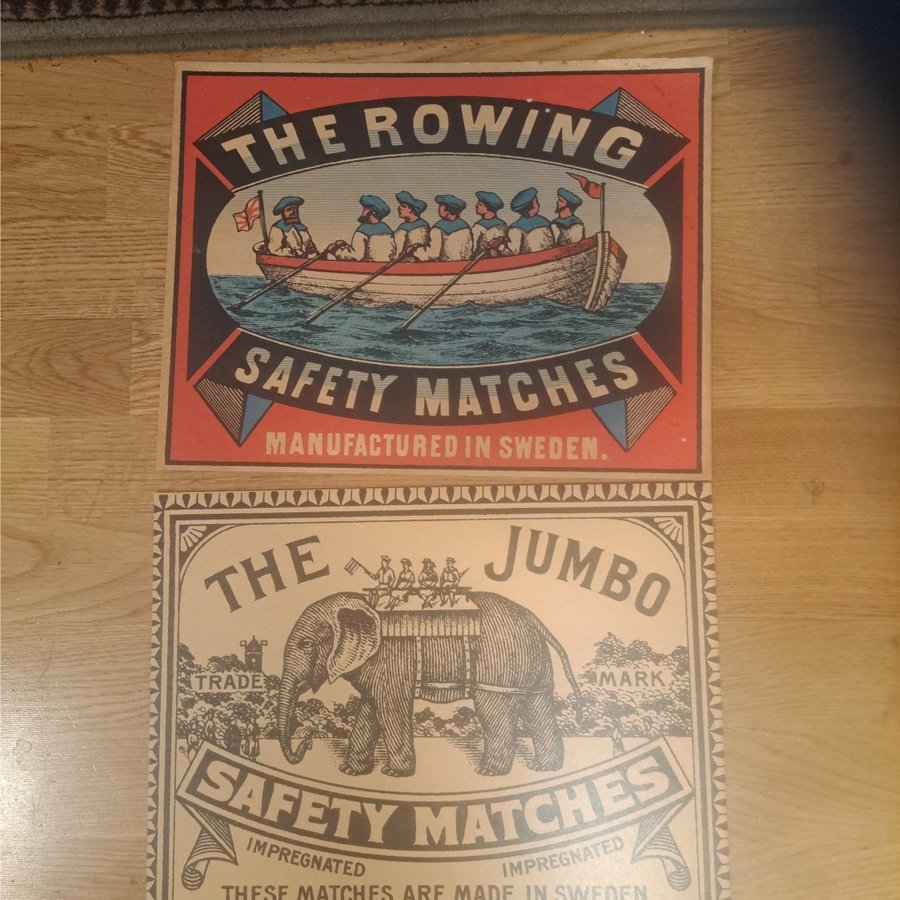 THE ROWING
SAFETY MATCHES
MANUFACTURED IN SWEDEN.
THE JUMBO
TRADE MARK
SAFETY MATCHES
IMPREGNATED IMPREGNATED
THESE MATCHES ARE MADE IN SWEDEN